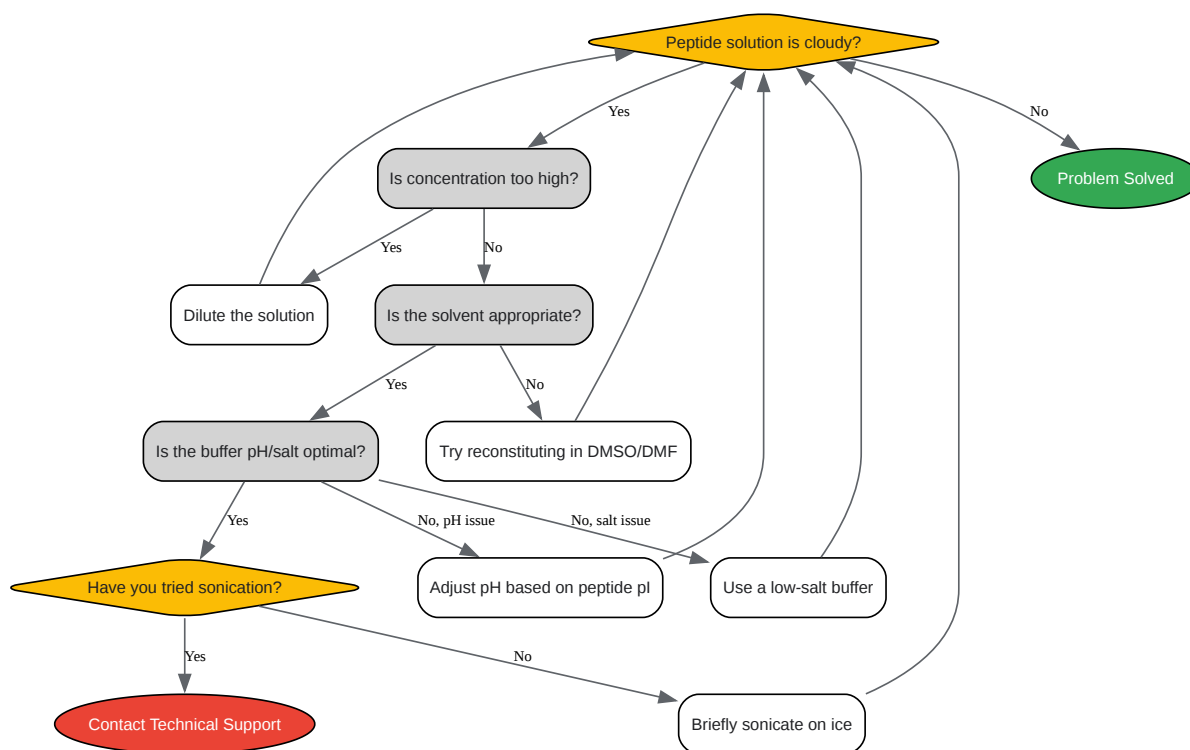 Peptide solution is cloudy?
Yes
No
Is concentration too high?
Problem Solved
Yes
No
Dilute the solution
Is the solvent appropriate?
Yes
No
Is the buffer pH/salt optimal?
Try reconstituting in DMSO/DMF
Yes
No, pH issue
No, salt issue
Have you tried sonication?
Adjust pH based on peptide pI
Use a low-salt buffer
Yes
No
Contact Technical Support
Briefly sonicate on ice